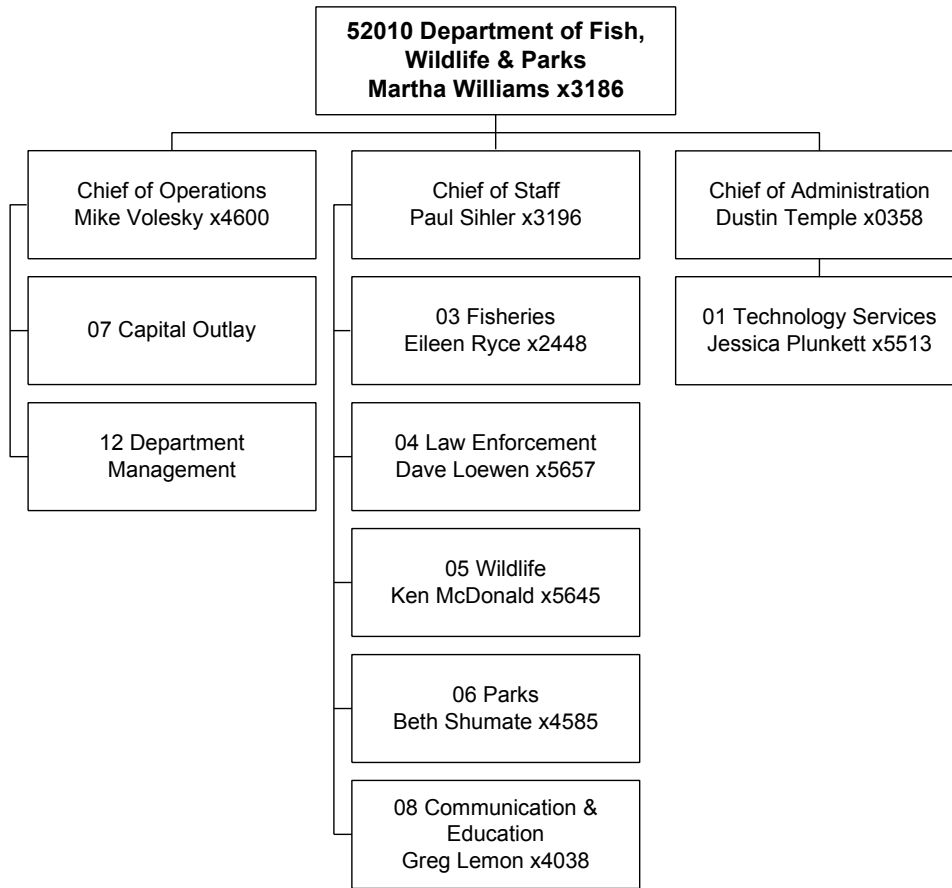 52010 Department of Fish,
Wildlife & Parks
Martha Williams x3186
Chief of Operations
Mike Volesky x4600
07 Capital Outlay
12 Department
Management
Chief of Staff
Paul Sihler x3196
03 Fisheries
Eileen Ryce x2448
04 Law Enforcement
Dave Loewen x5657
05 Wildlife
Ken McDonald x5645
06 Parks
Beth Shumate x4585
08 Communication &
Education
Greg Lemon x4038
Chief of Administration
Dustin Temple x0358
01 Technology Services
Jessica Plunkett x5513